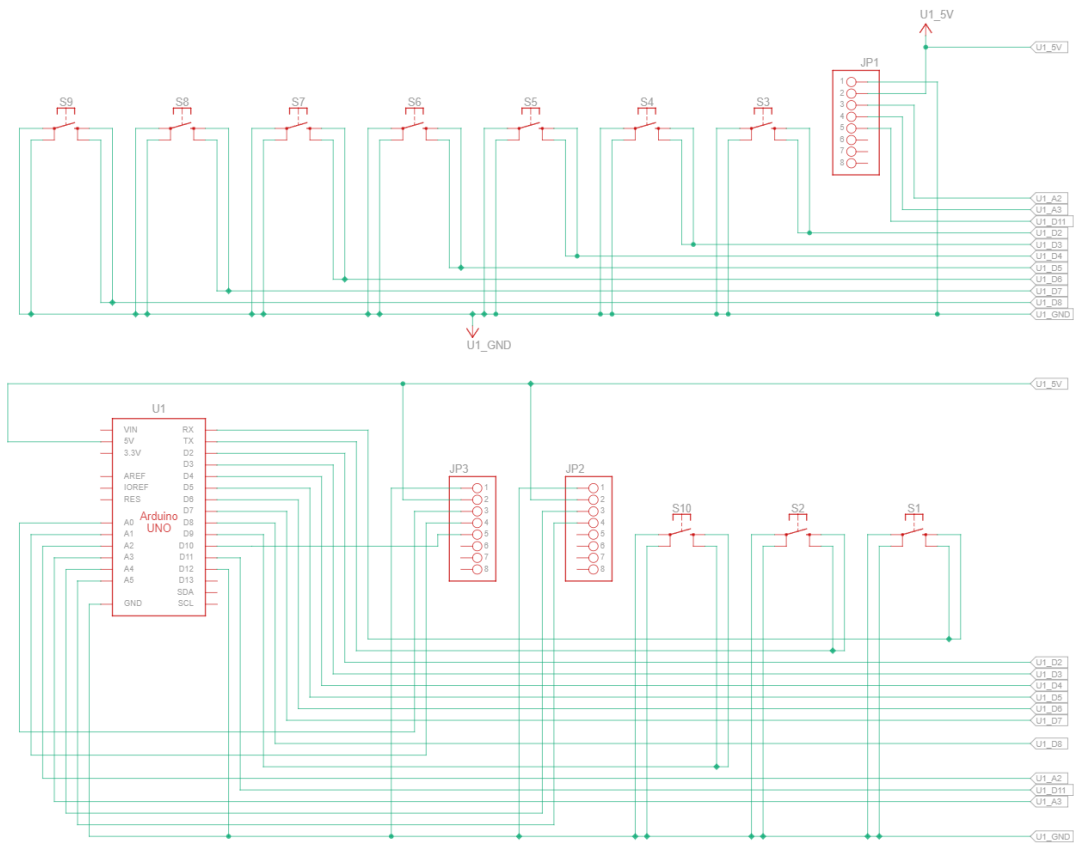 U1_5V
U1_5V
JP1
S9 S8 S7 S6 S5 S4 S3
1
2
3
4
5
6
7
8
U1_A2
U1_A3
U1_D11
U1_D2
U1_D3
U1_D4
U1_D5
U1_D6
U1_D7
U1_D8
U1_GND
U1_GND
U1_5V
U1
VIN RX
5V TX
3.3V D2
D3
AREF D4
IOREF D5
RES D6
D7
Arduino
UNO
A0 D8
A1 D9
A2 D10
A3 D11
A4 D12
A5 D13
SDA
GND SCL
JP3
1
2
3
4
5
6
7
8
JP2
1
2
3
4
5
6
7
8
S10 S2 S1
U1_D2
U1_D3
U1_D4
U1_D5
U1_D6
U1_D7
U1_D8
U1_A2
U1_D11
U1_A3
U1_GND